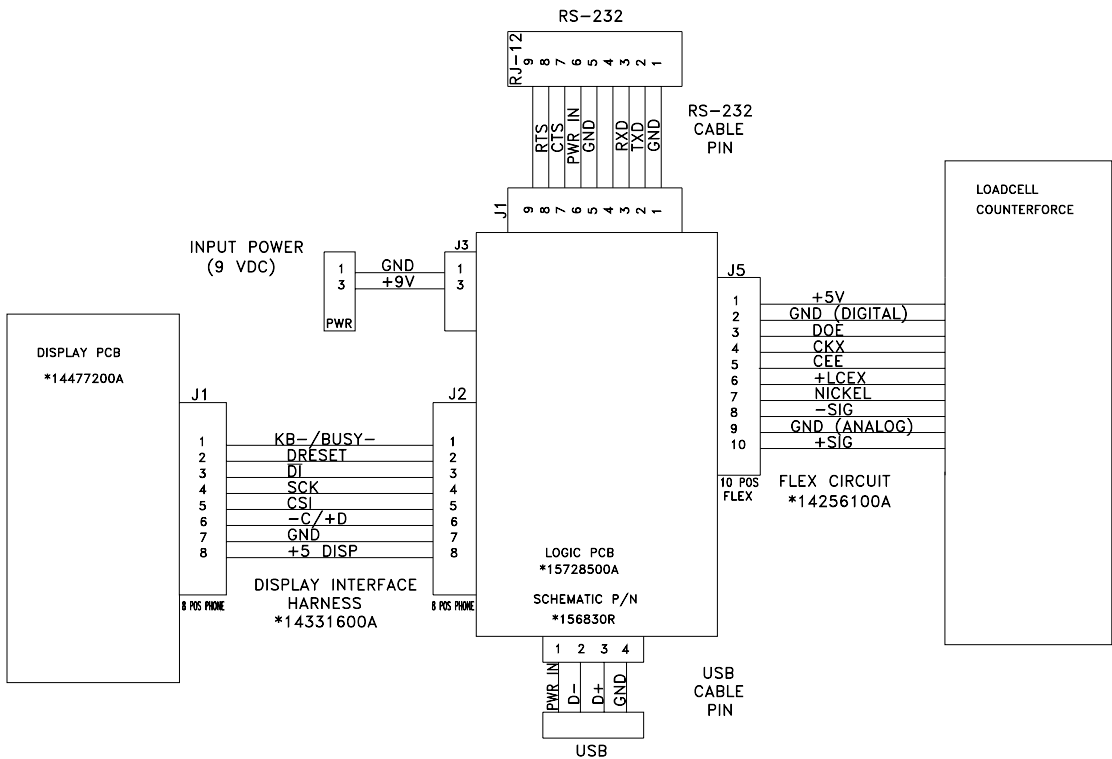 RS-232
RJ-12
9 8 7 6 5 4 3 2 1
RTS
CTS
PWR IN
GND
RXD
TXD
GND
RS-232
CABLE
PIN
J1
9 8 7 6 5 4 3 2 1
INPUT POWER
(9 VDC)
1
3
PWR
GND
+9V
J3
1
3
LOADCELL
COUNTERFORCE
J5
1 +5V
2 GND (DIGITAL)
3 DOE
4 CKX
5 CEE
6 +LCEX
7 NICKEL
8 -SIG
9 GND (ANALOG)
10 +SIG
10 POS
FLEX
FLEX CIRCUIT
*14256100A
DISPLAY PCB
*14477200A
J1
J2
1 KB-/BUSY- 1
2 DRESET 2
3 DI 3
4 SCK 4
5 CSI 5
6 -C/+D 6
7 GND 7
8 +5 DISP 8
8 POS PHONE
8 POS PHONE
DISPLAY INTERFACE
HARNESS
*14331600A
LOGIC PCB
*15728500A
SCHEMATIC P/N
*156830R
1 2 3 4
PWR IN
D-
D+
GND
USB
CABLE
PIN
USB